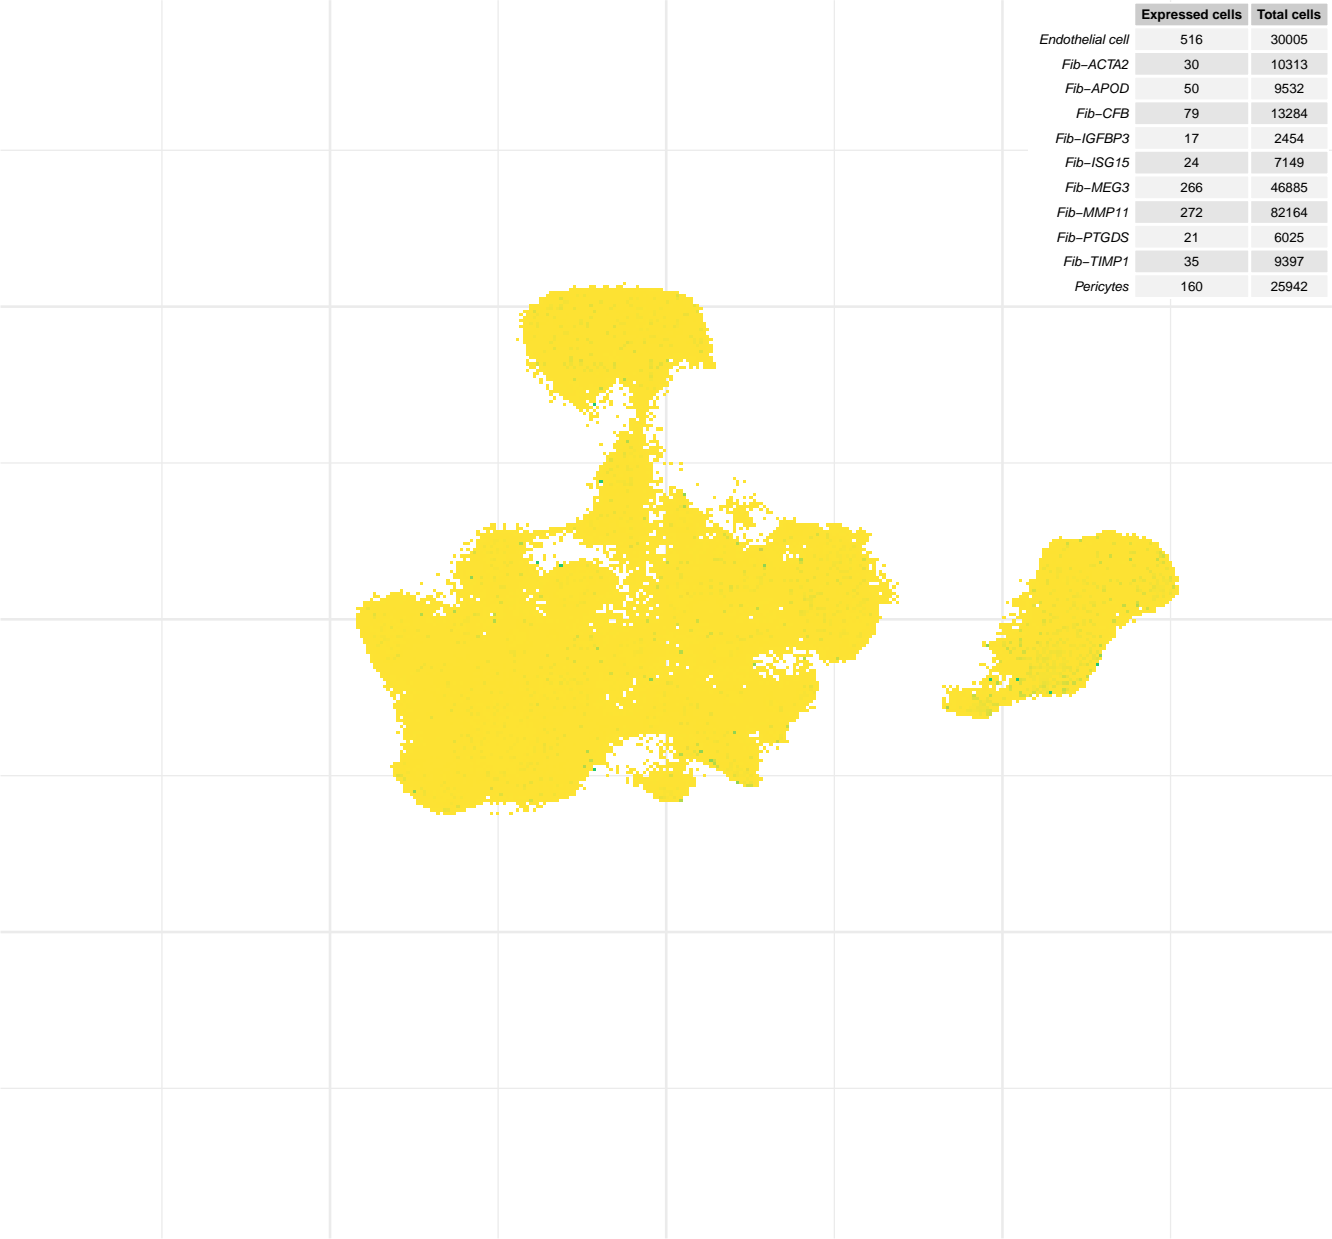 Expressed cells Total cells
Endothelial cell 516 30005
Fib−ACTA2 30 10313
Fib−APOD 50 9532
Fib−CFB 79 13284
Fib−IGFBP3 17 2454
Fib−ISG15 24 7149
Fib−MEG3 266 46885
Fib−MMP11 272 82164
Fib−PTGDS 21 6025
Fib−TIMP1 35 9397
Pericytes 160 25942